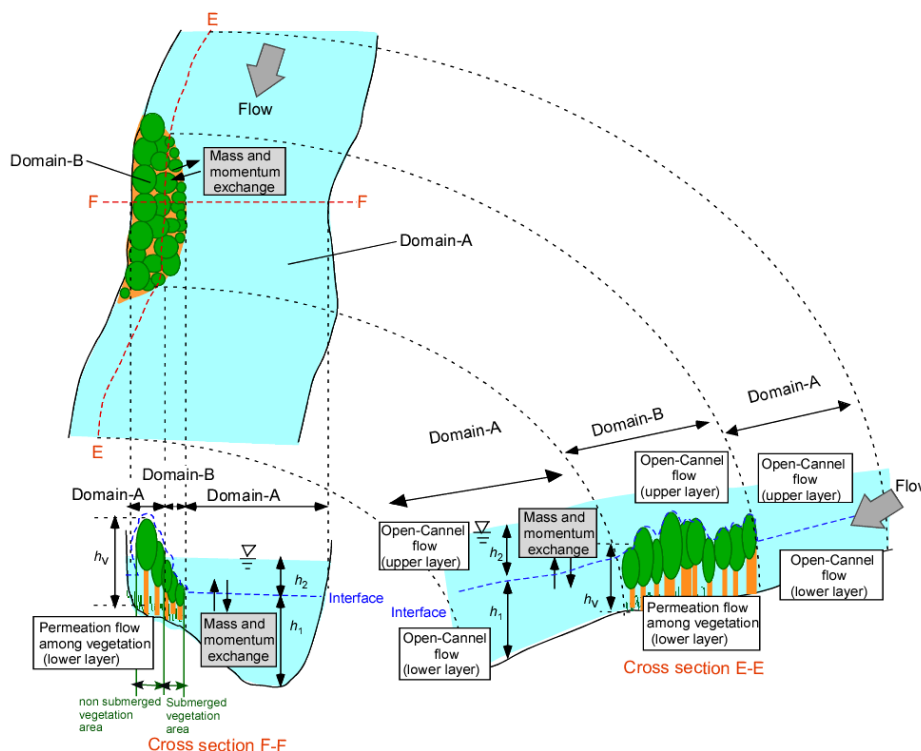 E
Flow
Domain-B
Mass and
momentum
exchange
F
F
Domain-A
E
Domain-A
Domain-B
Domain-A
Domain-B
Domain-A
Domain-A
Open-Cannel
flow
(upper layer)
Open-Cannel
flow
(upper layer)
Open-Cannel
flow
(upper layer)
Flow
Mass and
momentum
exchange
h2
h1
hv
Interface
Open-Cannel
flow
(lower layer)
Permeation flow
among vegetation
(lower layer)
Open-Cannel
flow
(lower layer)
Cross section E-E
hv
h2
h1
Interface
Mass and
momentum
exchange
Permeation flow
among vegetation
(lower layer)
non submerged
vegetation
area
Submerged
vegetation
area
Cross section F-F